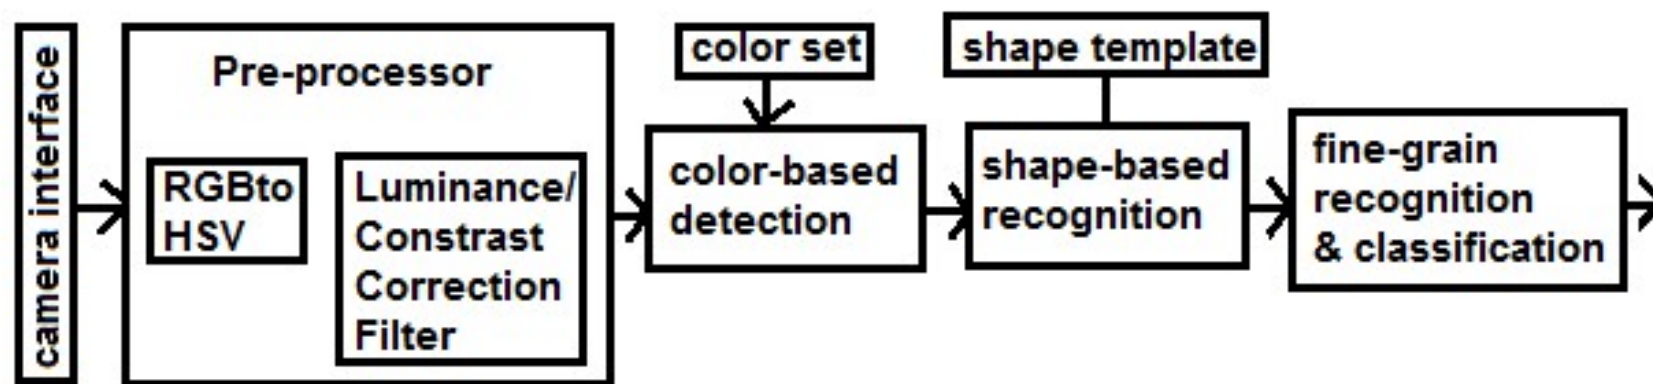 camera interface
Pre-processor
RGBto
HSV
Luminance/
Constrast
Correction
Filter
color set
color-based
detection
shape template
shape-based
recognition
fine-grain
recognition
& classification